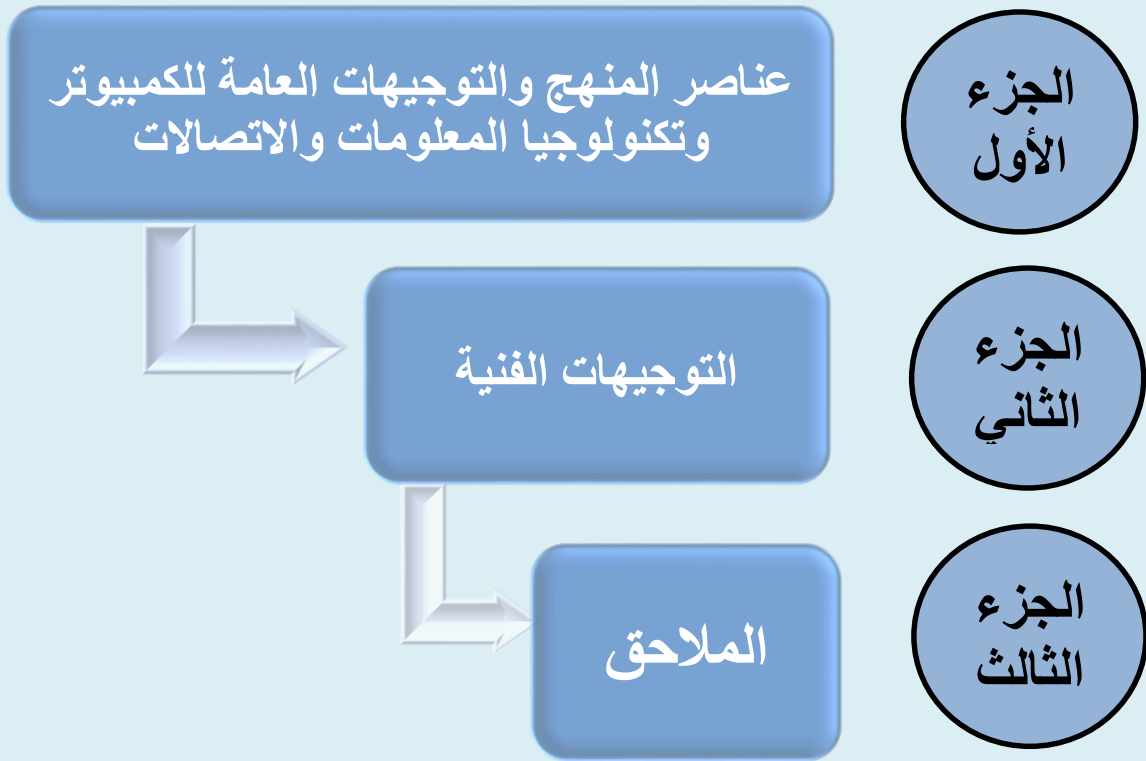 الجزء
الأول
عناصر المنهج والتوجيهات العامة للكمبيوتر
وتكنولوجيا المعلومات والاتصالات
الجزء
الثاني
التوجيهات الفنية
الجزء
الثالث
الملاحق